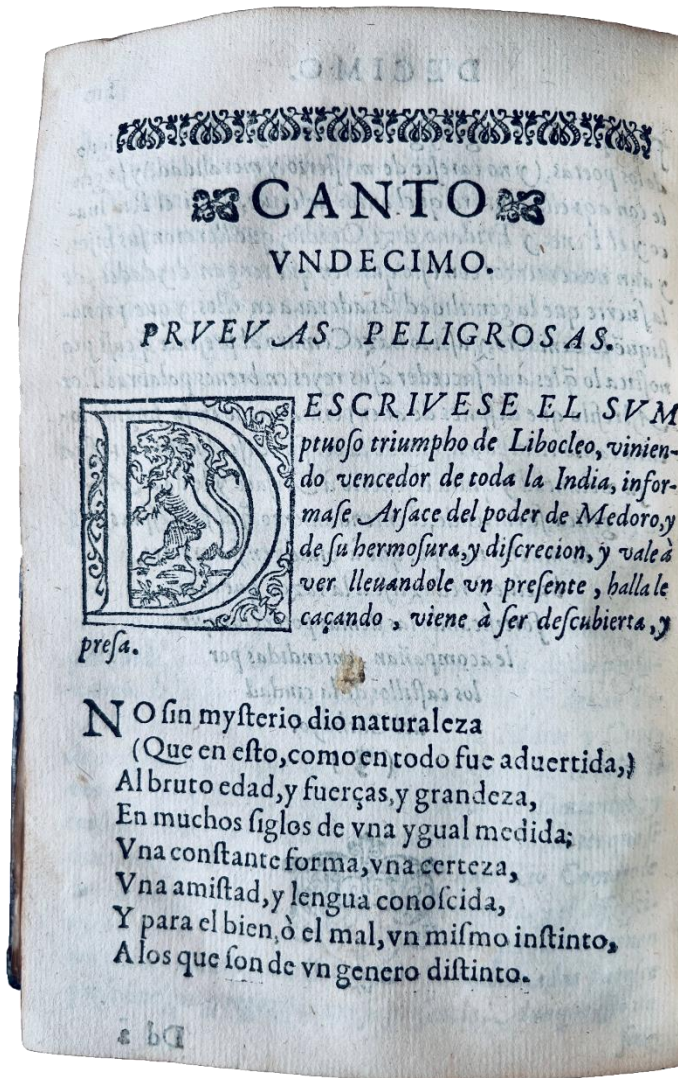 CANTO
VNDECIMO.
PRVEVAS PELIGROSAS.
DESCRIVESE EL SVM
ptuoſo triumpho de Libocleo, vinien-
do vencedor de toda la India, infor-
maſe Arſace del poder de Medoro, y
de ſu hermoſura, y diſcrecion, y vale à
ver lleuandole vn preſente, halla le
caçando, viene à ſer deſcubierta, y
preſa.
NO ſin myſterio dio naturaleza
(Que en eſto, como en todo fue aduertida,)
Al bruto edad, y fuerças, y grandeza,
En muchos ſiglos de vna ygual medida;
Vna conſtante forma, vna certeza,
Vna amiſtad, y lengua conoſcida,
Y para el bien, ò el mal, vn miſmo inſtinto,
A los que ſon de vn genero diſtinto.